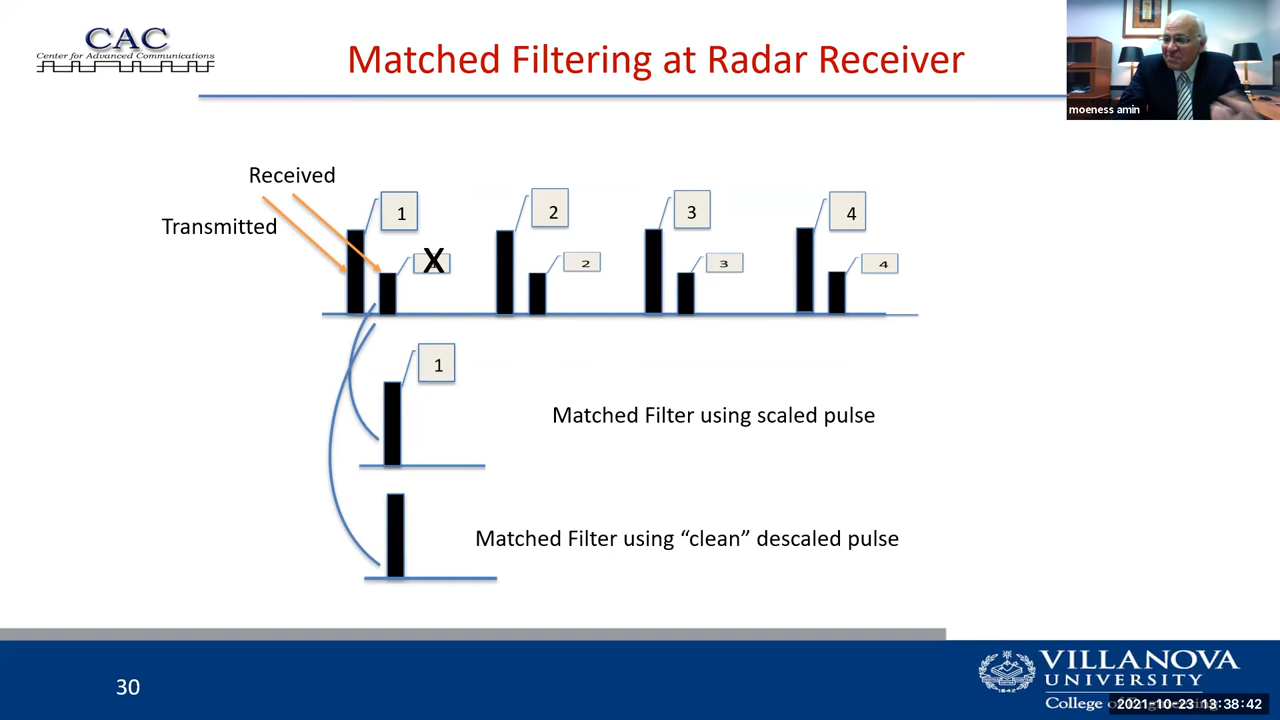 CAC
Center for Advanced Communications
Matched Filtering at Radar Receiver
moeness amin
Received
Transmitted
1
2
3
4
X
2
3
4
1
Matched Filter using scaled pulse
Matched Filter using “clean” descaled pulse
30
VILLANOVA
UNIVERSITY
1842
College of Engineering
2021-10-23 13:38:42